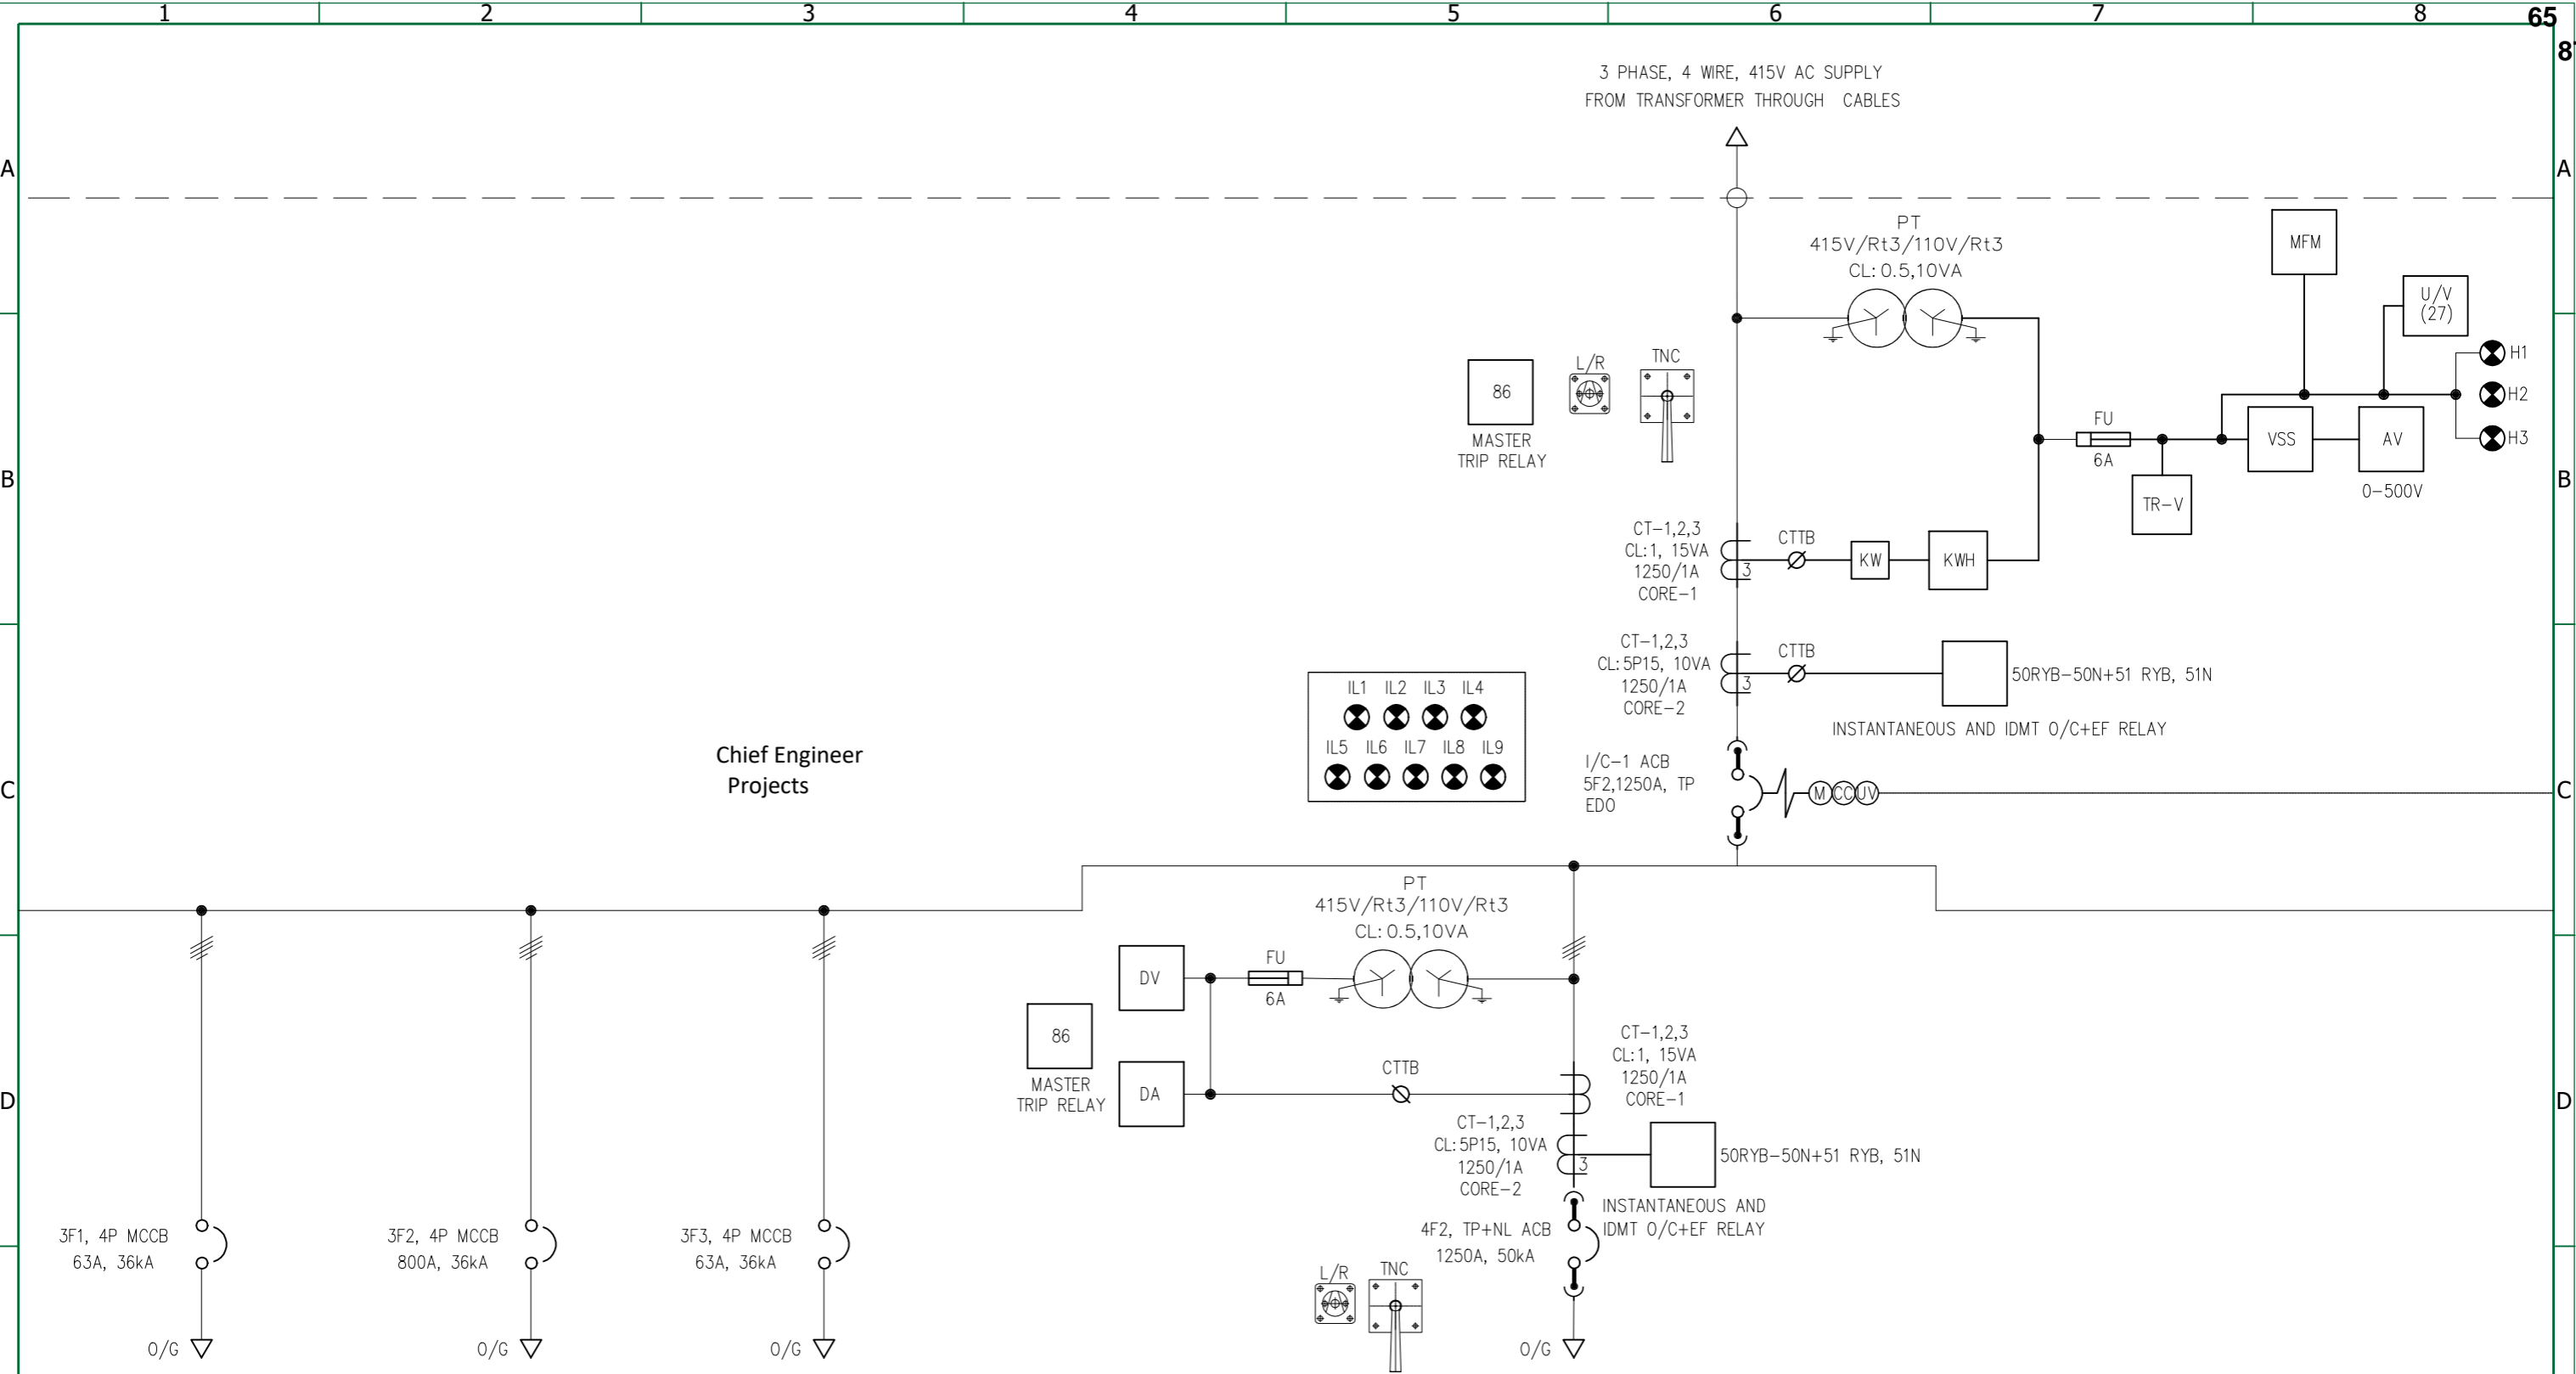 1 2 3 4 5 6 7 8
65
3 PHASE, 4 WIRE, 415V AC SUPPLY
FROM TRANSFORMER THROUGH CABLES
A
A
PT
415V/Rt3/110V/Rt3
CL:0.5,10VA
MFM
U/V
(27)
H1
H2
H3
86
MASTER
TRIP RELAY
L/R
TNC
FU
6A
VSS
AV
0-500V
TR-V
B
B
CT-1,2,3
CL:1, 15VA
1250/1A
CORE-1
3
CTTB
KW
KWH
CT-1,2,3
CL:5P15, 10VA
1250/1A
CORE-2
3
CTTB
50RYB-50N+51 RYB, 51N
INSTANTANEOUS AND IDMT O/C+EF RELAY
IL1 IL2 IL3 IL4
IL5 IL6 IL7 IL8 IL9
Chief Engineer
Projects
I/C-1 ACB
5F2,1250A, TP
EDO
M CC UV
C
C
PT
415V/Rt3/110V/Rt3
CL:0.5,10VA
DV
FU
6A
86
MASTER
TRIP RELAY
DA
CTTB
CT-1,2,3
CL:1, 15VA
1250/1A
CORE-1
D
D
CT-1,2,3
CL:5P15, 10VA
1250/1A
CORE-2
3
50RYB-50N+51 RYB, 51N
INSTANTANEOUS AND
IDMT O/C+EF RELAY
3F1, 4P MCCB
63A, 36kA
3F2, 4P MCCB
800A, 36kA
3F3, 4P MCCB
63A, 36kA
4F2, TP+NL ACB
1250A, 50kA
L/R
TNC
O/G
O/G
O/G
O/G